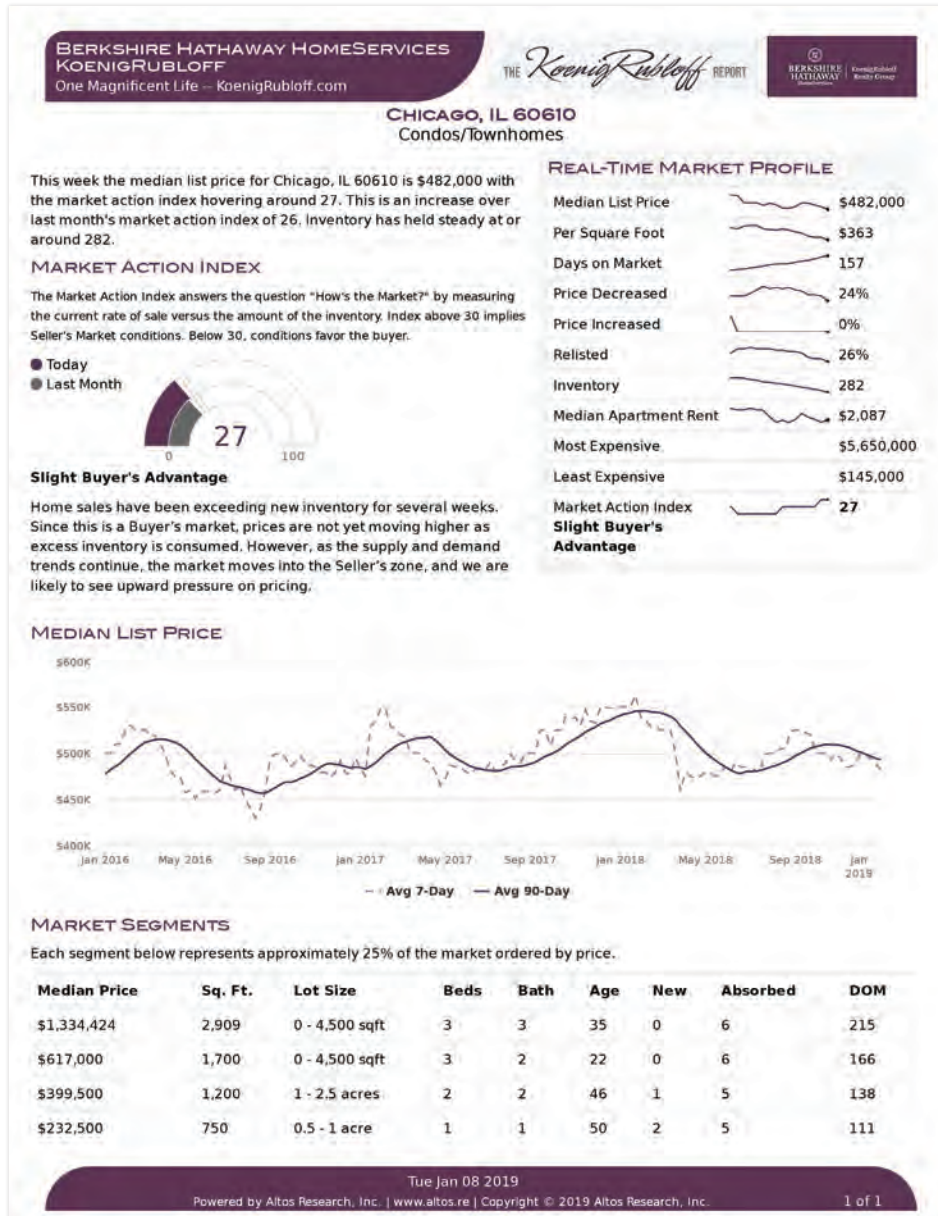 BERKSHIRE HATHAWAY HOMESERVICES
KOENIGRUBLOFF
One Magnificent Life -- KoenigRubloff.com
THE KoenigRubloff REPORT
BERKSHIRE
HATHAWAY
HomeServices
KoenigRubloff
Realty Group
CHICAGO, IL 60610
Condos/Townhomes
This week the median list price for Chicago, IL 60610 is $482,000 with
the market action index hovering around 27. This is an increase over
last month's market action index of 26. Inventory has held steady at or
around 282.
MARKET ACTION INDEX
The Market Action Index answers the question "How's the Market?" by measuring
the current rate of sale versus the amount of the inventory. Index above 30 implies
Seller's Market conditions. Below 30, conditions favor the buyer.
Today
Last Month
27
0 100
Slight Buyer's Advantage
Home sales have been exceeding new inventory for several weeks.
Since this is a Buyer's market, prices are not yet moving higher as
excess inventory is consumed. However, as the supply and demand
trends continue, the market moves into the Seller's zone, and we are
likely to see upward pressure on pricing.
REAL-TIME MARKET PROFILE
Median List Price $482,000
Per Square Foot $363
Days on Market 157
Price Decreased 24%
Price Increased 0%
Relisted 26%
Inventory 282
Median Apartment Rent $2,087
Most Expensive $5,650,000
Least Expensive $145,000
Market Action Index 27
Slight Buyer's
Advantage
MEDIAN LIST PRICE
$600K
$550K
$500K
$450K
$400K
Jan 2016 May 2016 Sep 2016 Jan 2017 May 2017 Sep 2017 Jan 2018 May 2018 Sep 2018 Jan
2019
Avg 7-Day Avg 90-Day
MARKET SEGMENTS
Each segment below represents approximately 25% of the market ordered by price.
Median Price Sq. Ft. Lot Size Beds Bath Age New Absorbed DOM
$1,334,424 2,909 0 - 4,500 sqft 3 3 35 0 6 215
$617,000 1,700 0 - 4,500 sqft 3 2 22 0 6 166
$399,500 1,200 1 - 2.5 acres 2 2 46 1 5 138
$232,500 750 0.5 - 1 acre 1 1 50 2 5 111
Tue Jan 08 2019
Powered by Altos Research, Inc. | www.altos.re | Copyright © 2019 Altos Research, Inc.
1 of 1